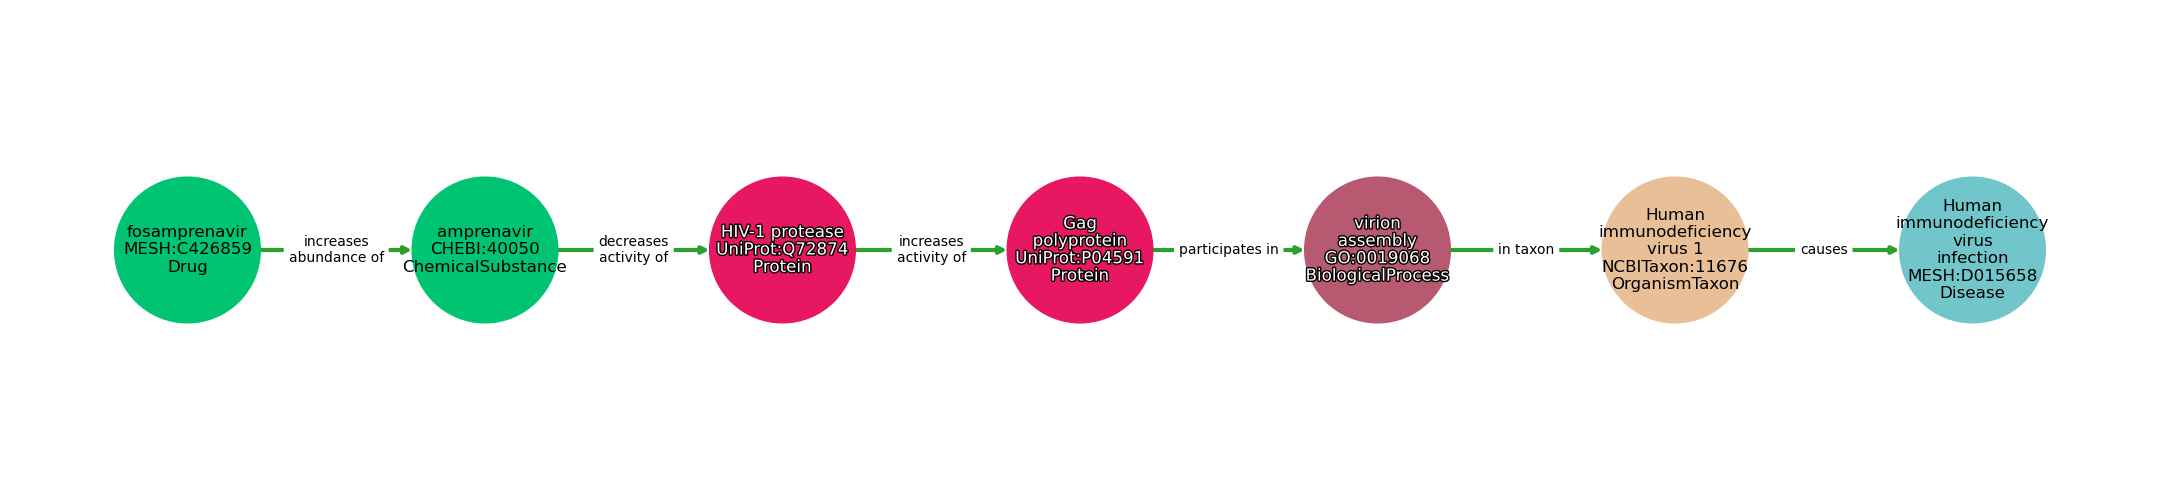 fosamprenavir
MESH:C426859
Drug
increases
abundance of
amprenavir
CHEBI:40050
ChemicalSubstance
decreases
activity of
HIV-1 protease
UniProt:Q72874
Protein
increases
activity of
Gag
polyprotein
UniProt:P04591
Protein
participates in
virion
assembly
GO:0019068
BiologicalProcess
in taxon
Human
immunodeficiency
virus 1
NCBITaxon:11676
OrganismTaxon
causes
Human
immunodeficiency
virus
infection
MESH:D015658
Disease